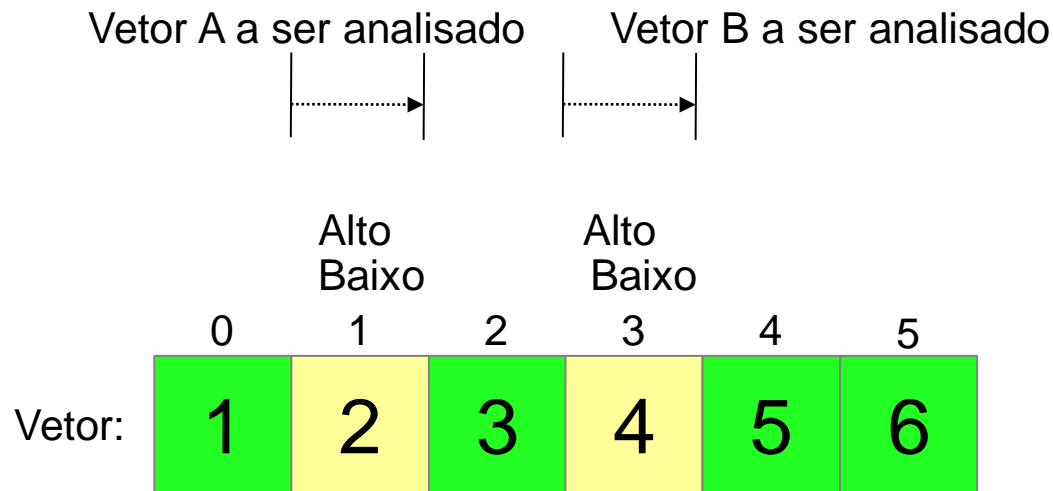 Vetor A a ser analisado Vetor B a ser analisado
Alto Alto
Baixo Baixo
0 1 2 3 4 5
Vetor: 1 2 3 4 5 6